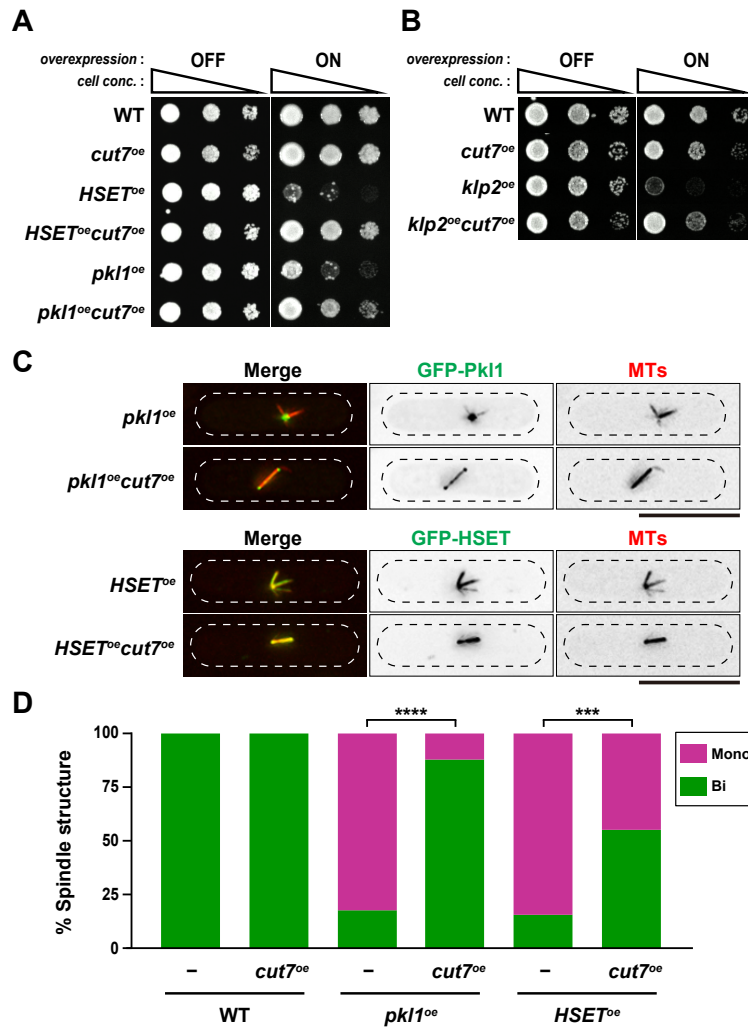 A
overexpression :
OFF
ON
cell conc. :
WT
cut7oe
HSEToe
HSEToecut7oe
pkl1oe
pkl1oecut7oe
B
overexpression :
OFF
ON
cell conc. :
WT
cut7oe
klp2oe
klp2oecut7oe
C
Merge GFP-Pkl1 MTs
pkl1oe
pkl1oecut7oe
Merge GFP-HSET MTs
HSEToe
HSEToecut7oe
D
% Spindle structure
100
75
50
25
0
**** ***
Mono
Bi
– cut7oe – cut7oe – cut7oe
WT pkl1oe HSEToe